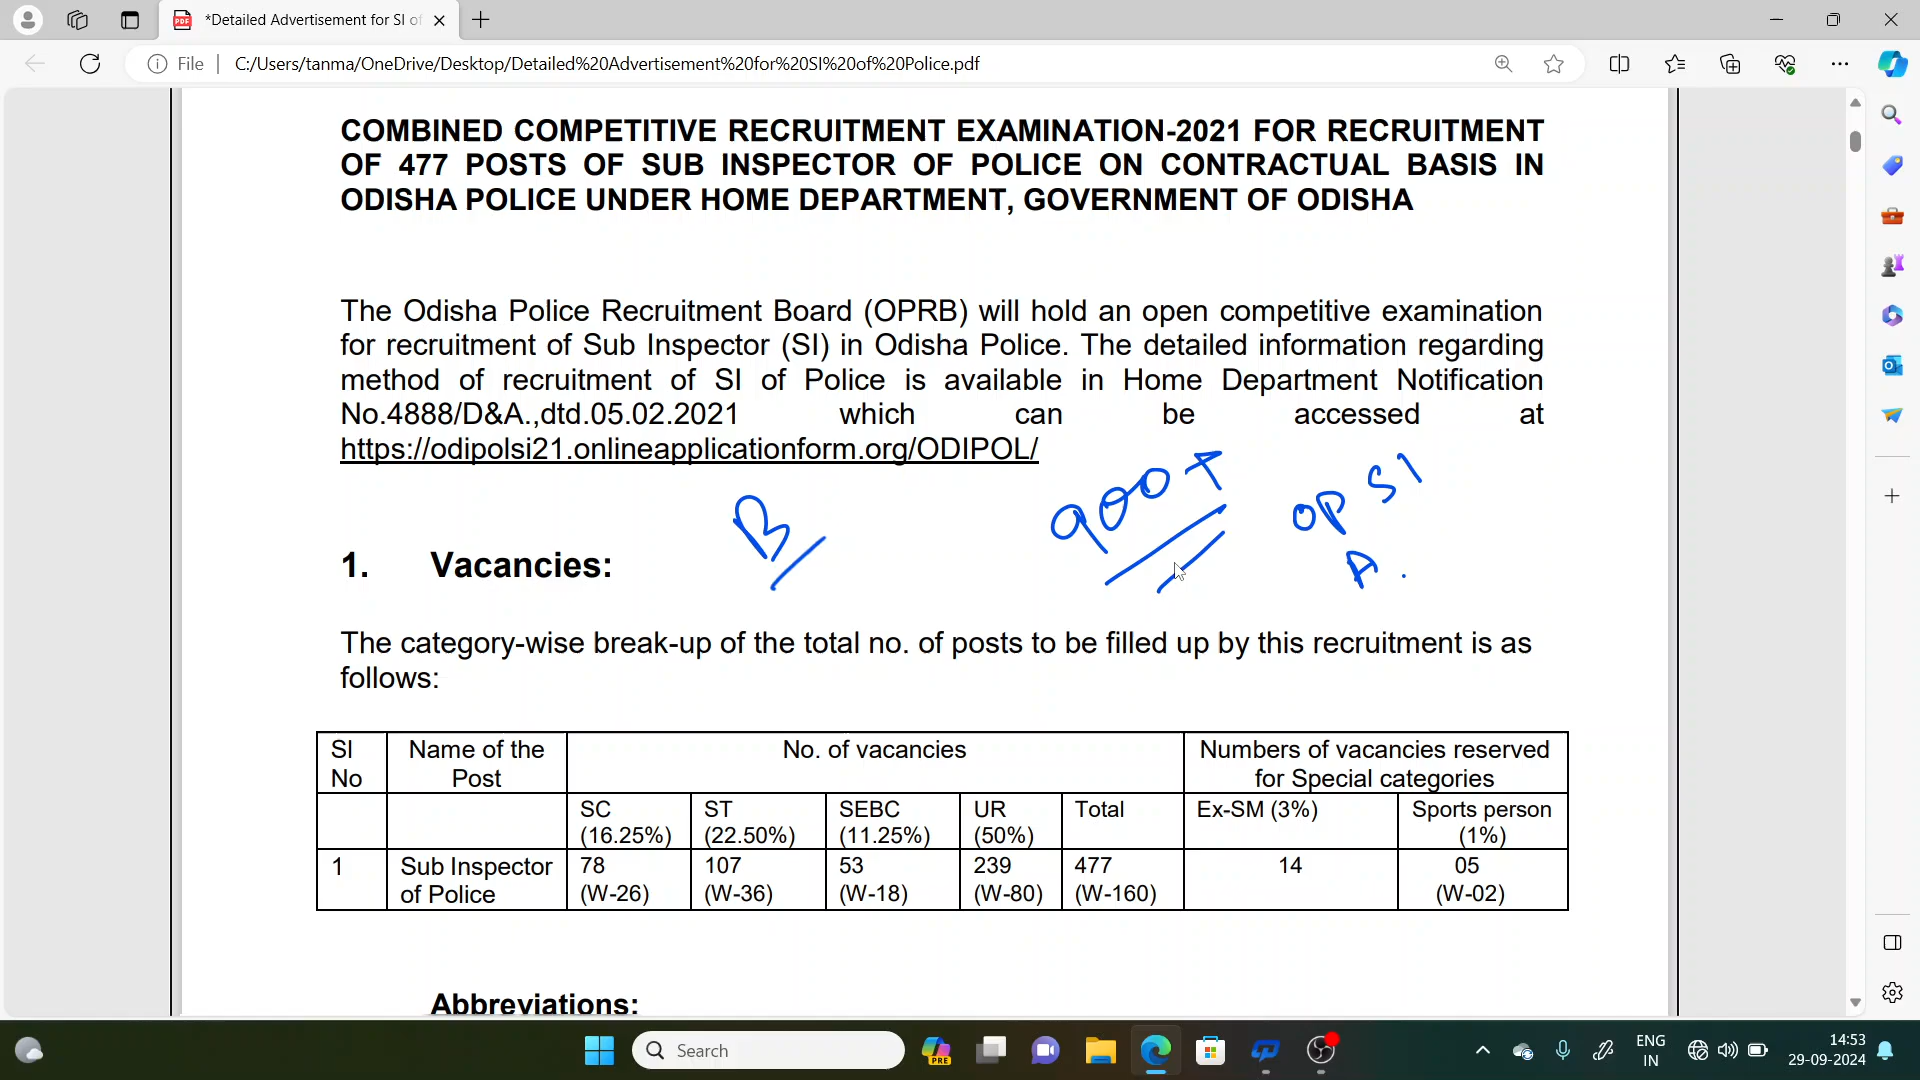 *Detailed Advertisement for SI of
File
C:/Users/tanma/OneDrive/Desktop/Detailed%20Advertisement%20for%20SI%20of%20Police.pdf
COMBINED COMPETITIVE RECRUITMENT EXAMINATION-2021 FOR RECRUITMENT
OF 477 POSTS OF SUB INSPECTOR OF POLICE ON CONTRACTUAL BASIS IN
ODISHA POLICE UNDER HOME DEPARTMENT, GOVERNMENT OF ODISHA
The Odisha Police Recruitment Board (OPRB) will hold an open competitive examination
for recruitment of Sub Inspector (SI) in Odisha Police. The detailed information regarding
method of recruitment of SI of Police is available in Home Department Notification
No.4888/D&A.,dtd.05.02.2021 which can be accessed at
https://odipolsi21.onlineapplicationform.org/ODIPOL/
B 900+ OP SI
A.
1. Vacancies:
The category-wise break-up of the total no. of posts to be filled up by this recruitment is as
follows:
Sl No Name of the Post No. of vacancies Numbers of vacancies reserved for Special categories
SC (16.25%) ST (22.50%) SEBC (11.25%) UR (50%) Total Ex-SM (3%) Sports person (1%)
1 Sub Inspector of Police 78 (W-26) 107 (W-36) 53 (W-18) 239 (W-80) 477 (W-160) 14 05 (W-02)
Abbreviations:
Search
PRE
ENG
IN
14:53
29-09-2024